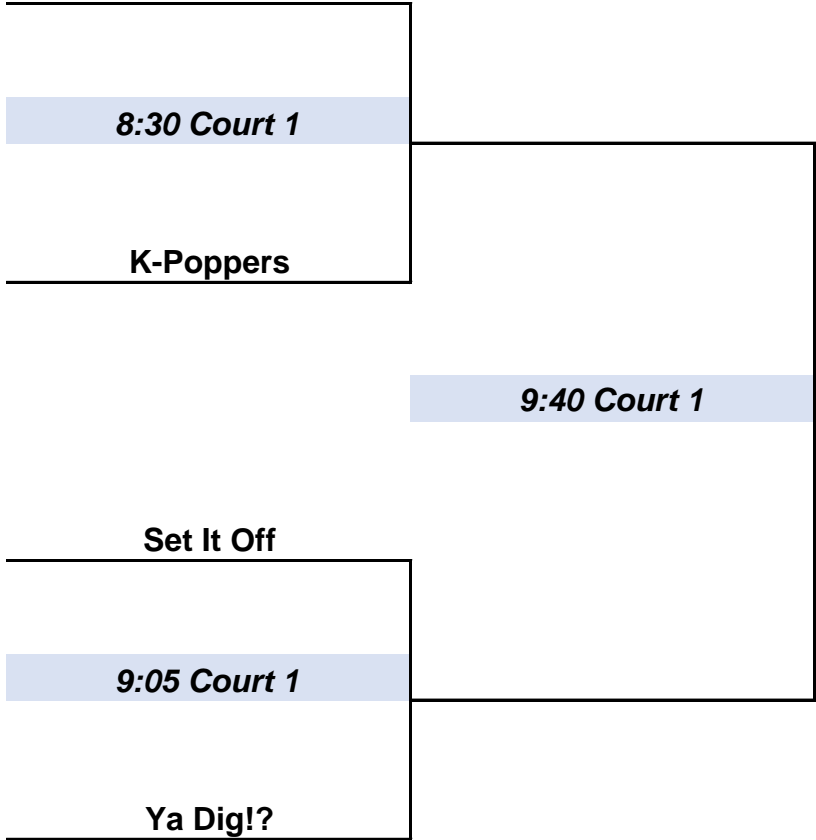 8:30 Court 1
K-Poppers
9:40 Court 1
Set It Off
9:05 Court 1
Ya Dig!?